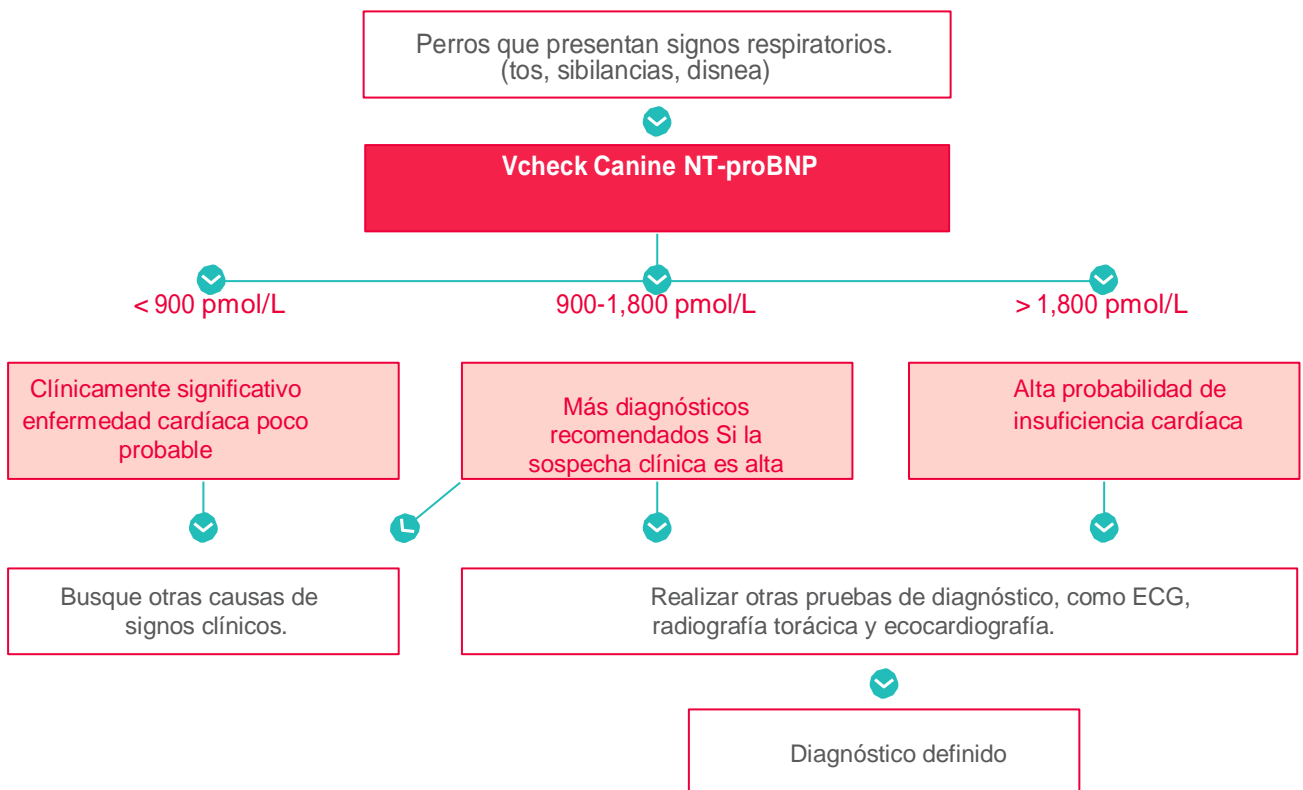 Perros que presentan signos respiratorios.
(tos, sibilancias, disnea)
Vcheck Canine NT-proBNP
< 900 pmol/L
900-1,800 pmol/L
> 1,800 pmol/L
Clínicamente significativo
enfermedad cardíaca poco
probable
Más diagnósticos
recomendados Si la
sospecha clínica es alta
Alta probabilidad de
insuficiencia cardíaca
Busque otras causas de
signos clínicos.
Realizar otras pruebas de diagnóstico, como ECG,
radiografía torácica y ecocardiografía.
Diagnóstico definido